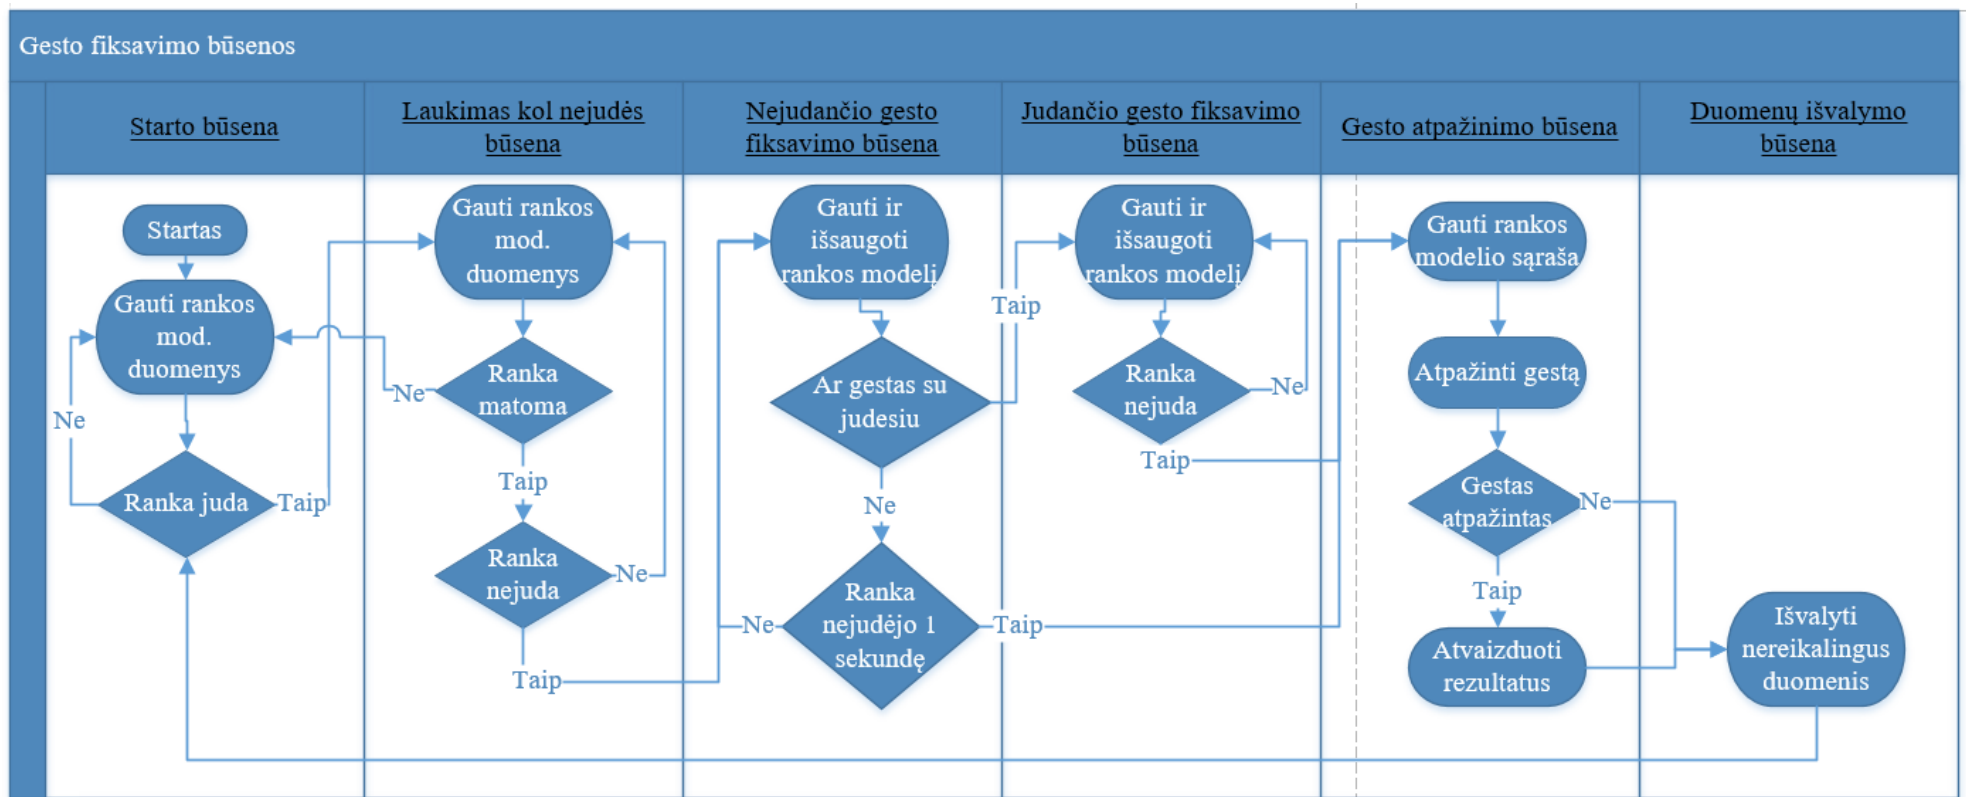 Gesto fiksavimo būsenos
Starto būsena
Laukimas kol nejudės
būsena
Nejudančio gesto
fiksavimo būsena
Judančio gesto fiksavimo
būsena
Gesto atpažinimo būsena
Duomenų išvalymo
būsena
Startas
Gauti rankos
mod.
duomenys
Ne
Ranka juda
Taip
Gauti rankos
mod.
duomenys
Ranka
matoma
Ne
Taip
Ranka
nejuda
Ne
Taip
Gauti ir
išsaugoti
rankos modelį
Ar gestas su
judesiu
Taip
Ne
Ranka
nejudėjo 1
sekundę
Ne
Taip
Gauti ir
išsaugoti
rankos modelį
Ranka
nejuda
Ne
Taip
Gauti rankos
modelio sąraša
Atpažinti gestą
Gestas
atpažintas
Ne
Taip
Atvaizduoti
rezultatus
Išvalyti
nereikalingus
duomenis